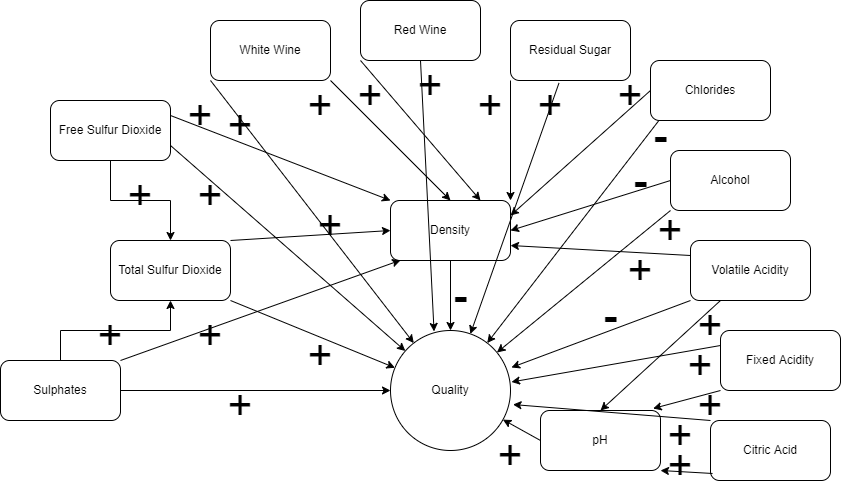 Red Wine
White Wine
Residual Sugar
+
Chlorides
+
+
+
+
+
+
+
Free Sulfur Dioxide
-
Alcohol
-
+
+
+
Density
+
Total Sulfur Dioxide
Volatile Acidity
+
-
-
+
+
+
+
Fixed Acidity
+
Sulphates
Quality
+
+
+
pH
Citric Acid
+
+